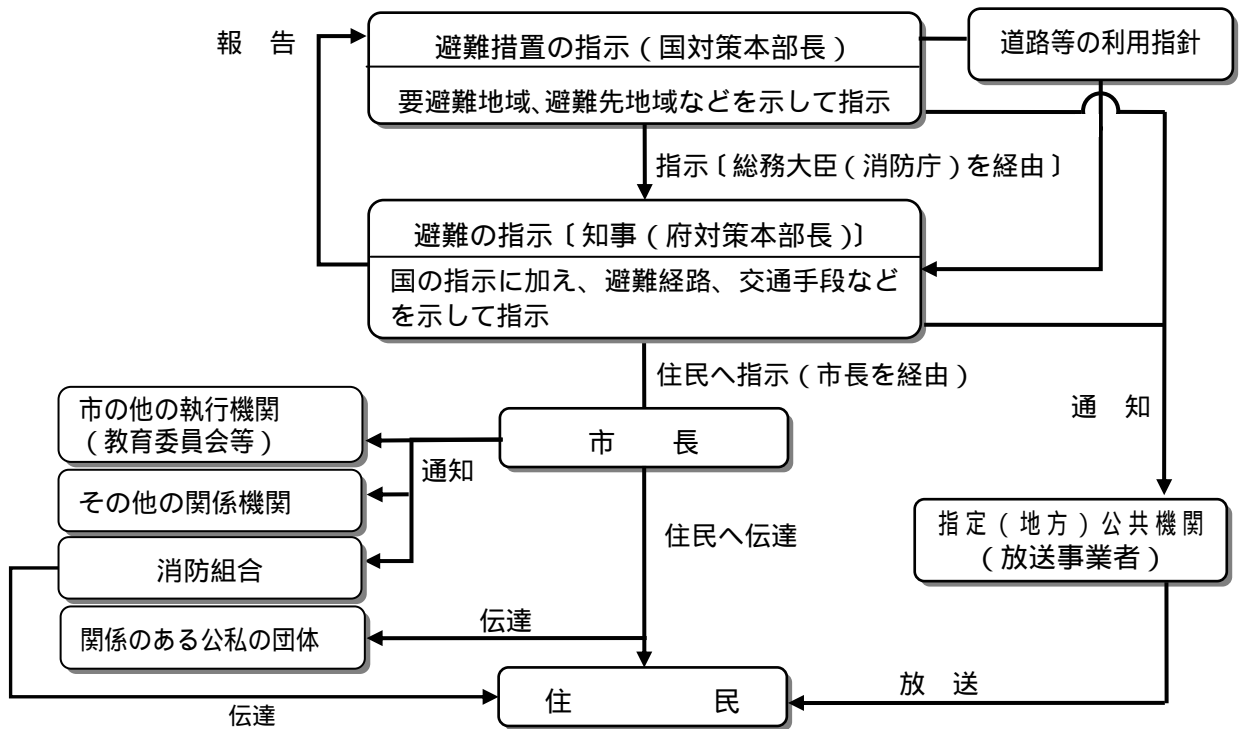 報　告
避難措置の指示（国対策本部長）
要避難地域、避難先地域などを示して指示
道路等の利用指針
指示〔総務大臣（消防庁）を経由〕
避難の指示〔知事（府対策本部長）〕
国の指示に加え、避難経路、交通手段など
を示して指示
住民へ指示（市長を経由）
通　知
市の他の執行機関
（教育委員会等）
市　　長
通知
その他の関係機関
住民へ伝達
指定（地方）公共機関
（放送事業者）
消防組合
関係のある公私の団体
伝達
放　送
住　　　　民
伝達